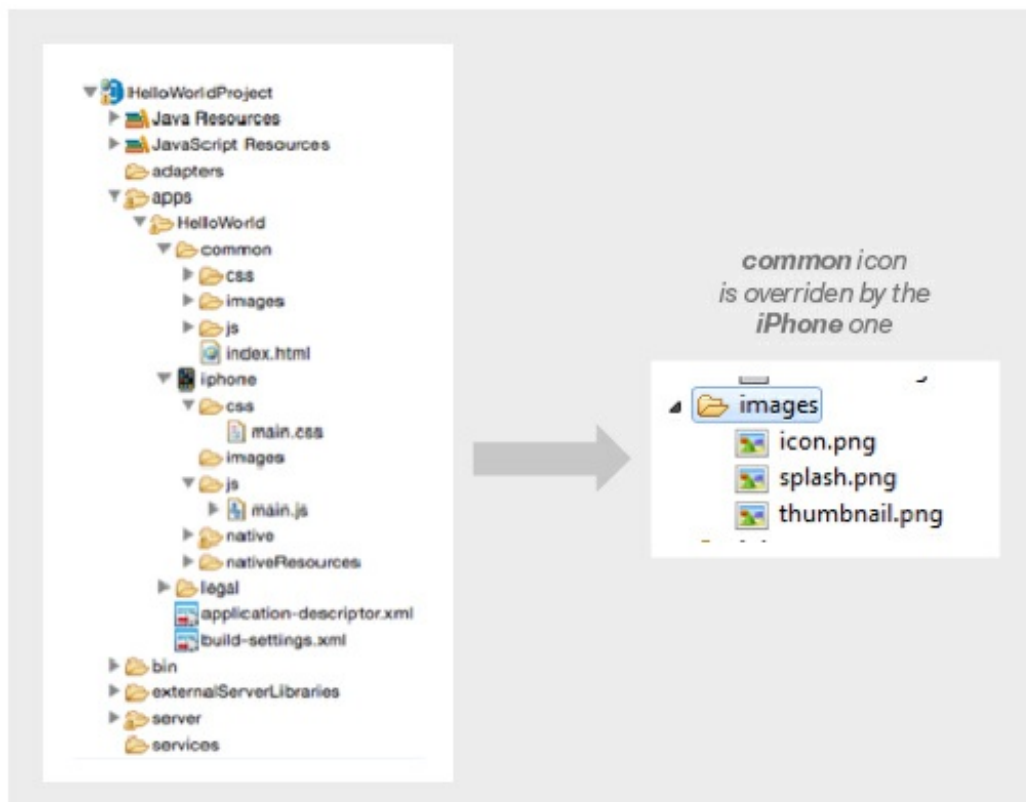 HelloWorldProject
Java Resources
JavaScript Resources
adapters
apps
HelloWorld
common
css
images
js
index.html
iphone
css
main.css
images
js
main.js
native
nativeResources
legal
application-descriptor.xml
build-settings.xml
bin
externalServerLibraries
server
services
common icon
is overriden by the
iPhone one
images
icon.png
splash.png
thumbnail.png